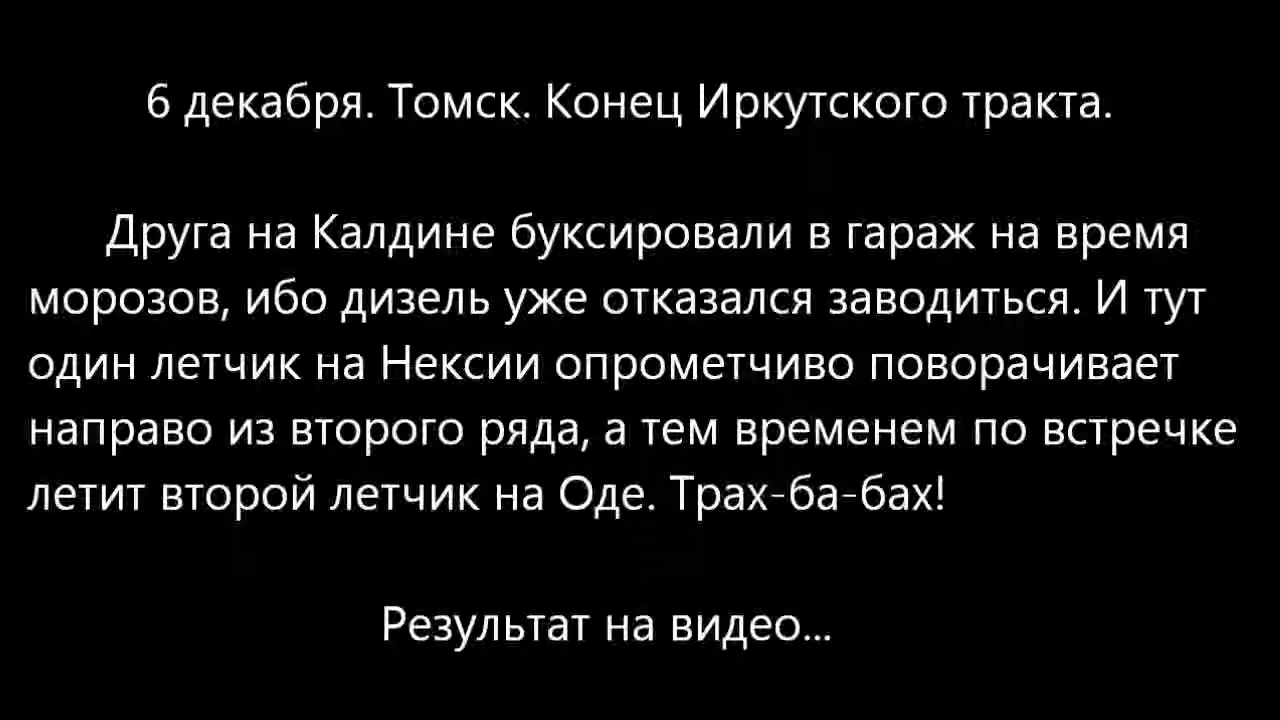 6 декабря. Томск. Конец Иркутского тракта.
Друга на Калдине буксировали в гараж на время
морозов, ибо дизель уже отказался заводиться. И тут
один летчик на Нексии опрометчиво поворачивает
направо из второго ряда, а тем временем по встречке
летит второй летчик на Оде. Трах-ба-бах!
Результат на видео...